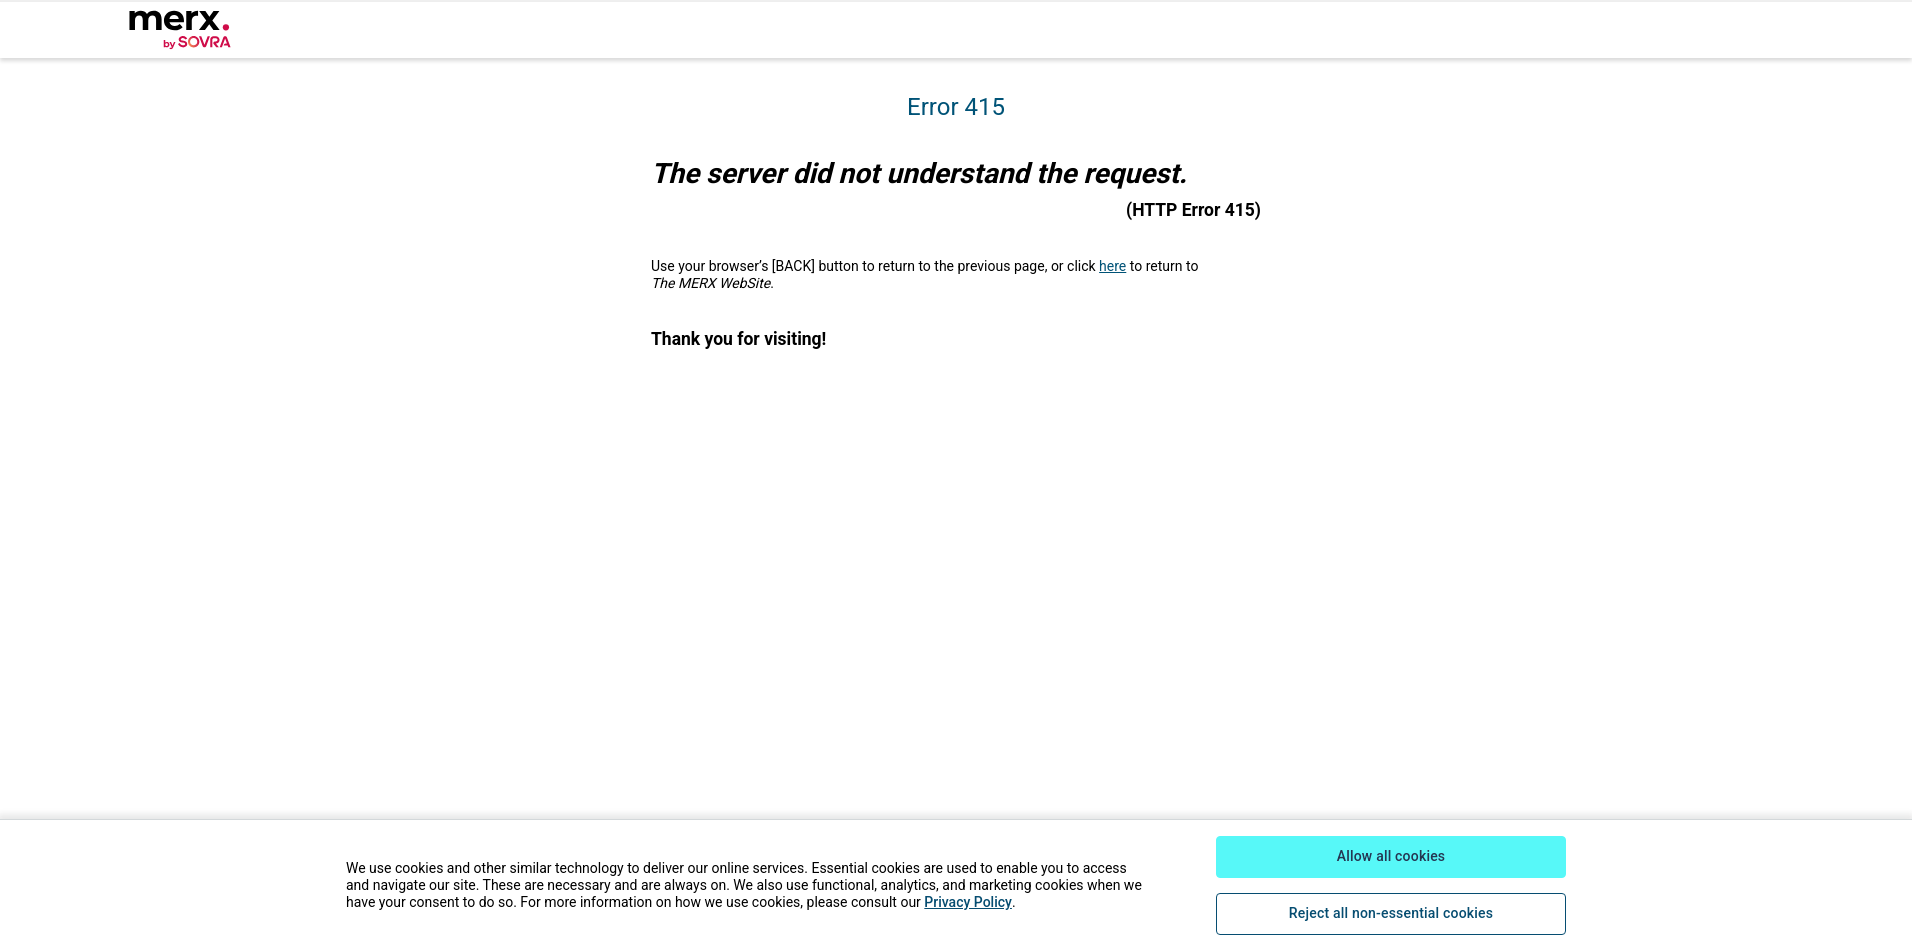 merx.
by SOVRA
Error 415
The server did not understand the request.
(HTTP Error 415)
Use your browser’s [BACK] button to return to the previous page, or click here to return to
The MERX WebSite.
Thank you for visiting!
We use cookies and other similar technology to deliver our online services. Essential cookies are used to enable you to access
and navigate our site. These are necessary and are always on. We also use functional, analytics, and marketing cookies when we
have your consent to do so. For more information on how we use cookies, please consult our Privacy Policy.
Allow all cookies
Reject all non-essential cookies